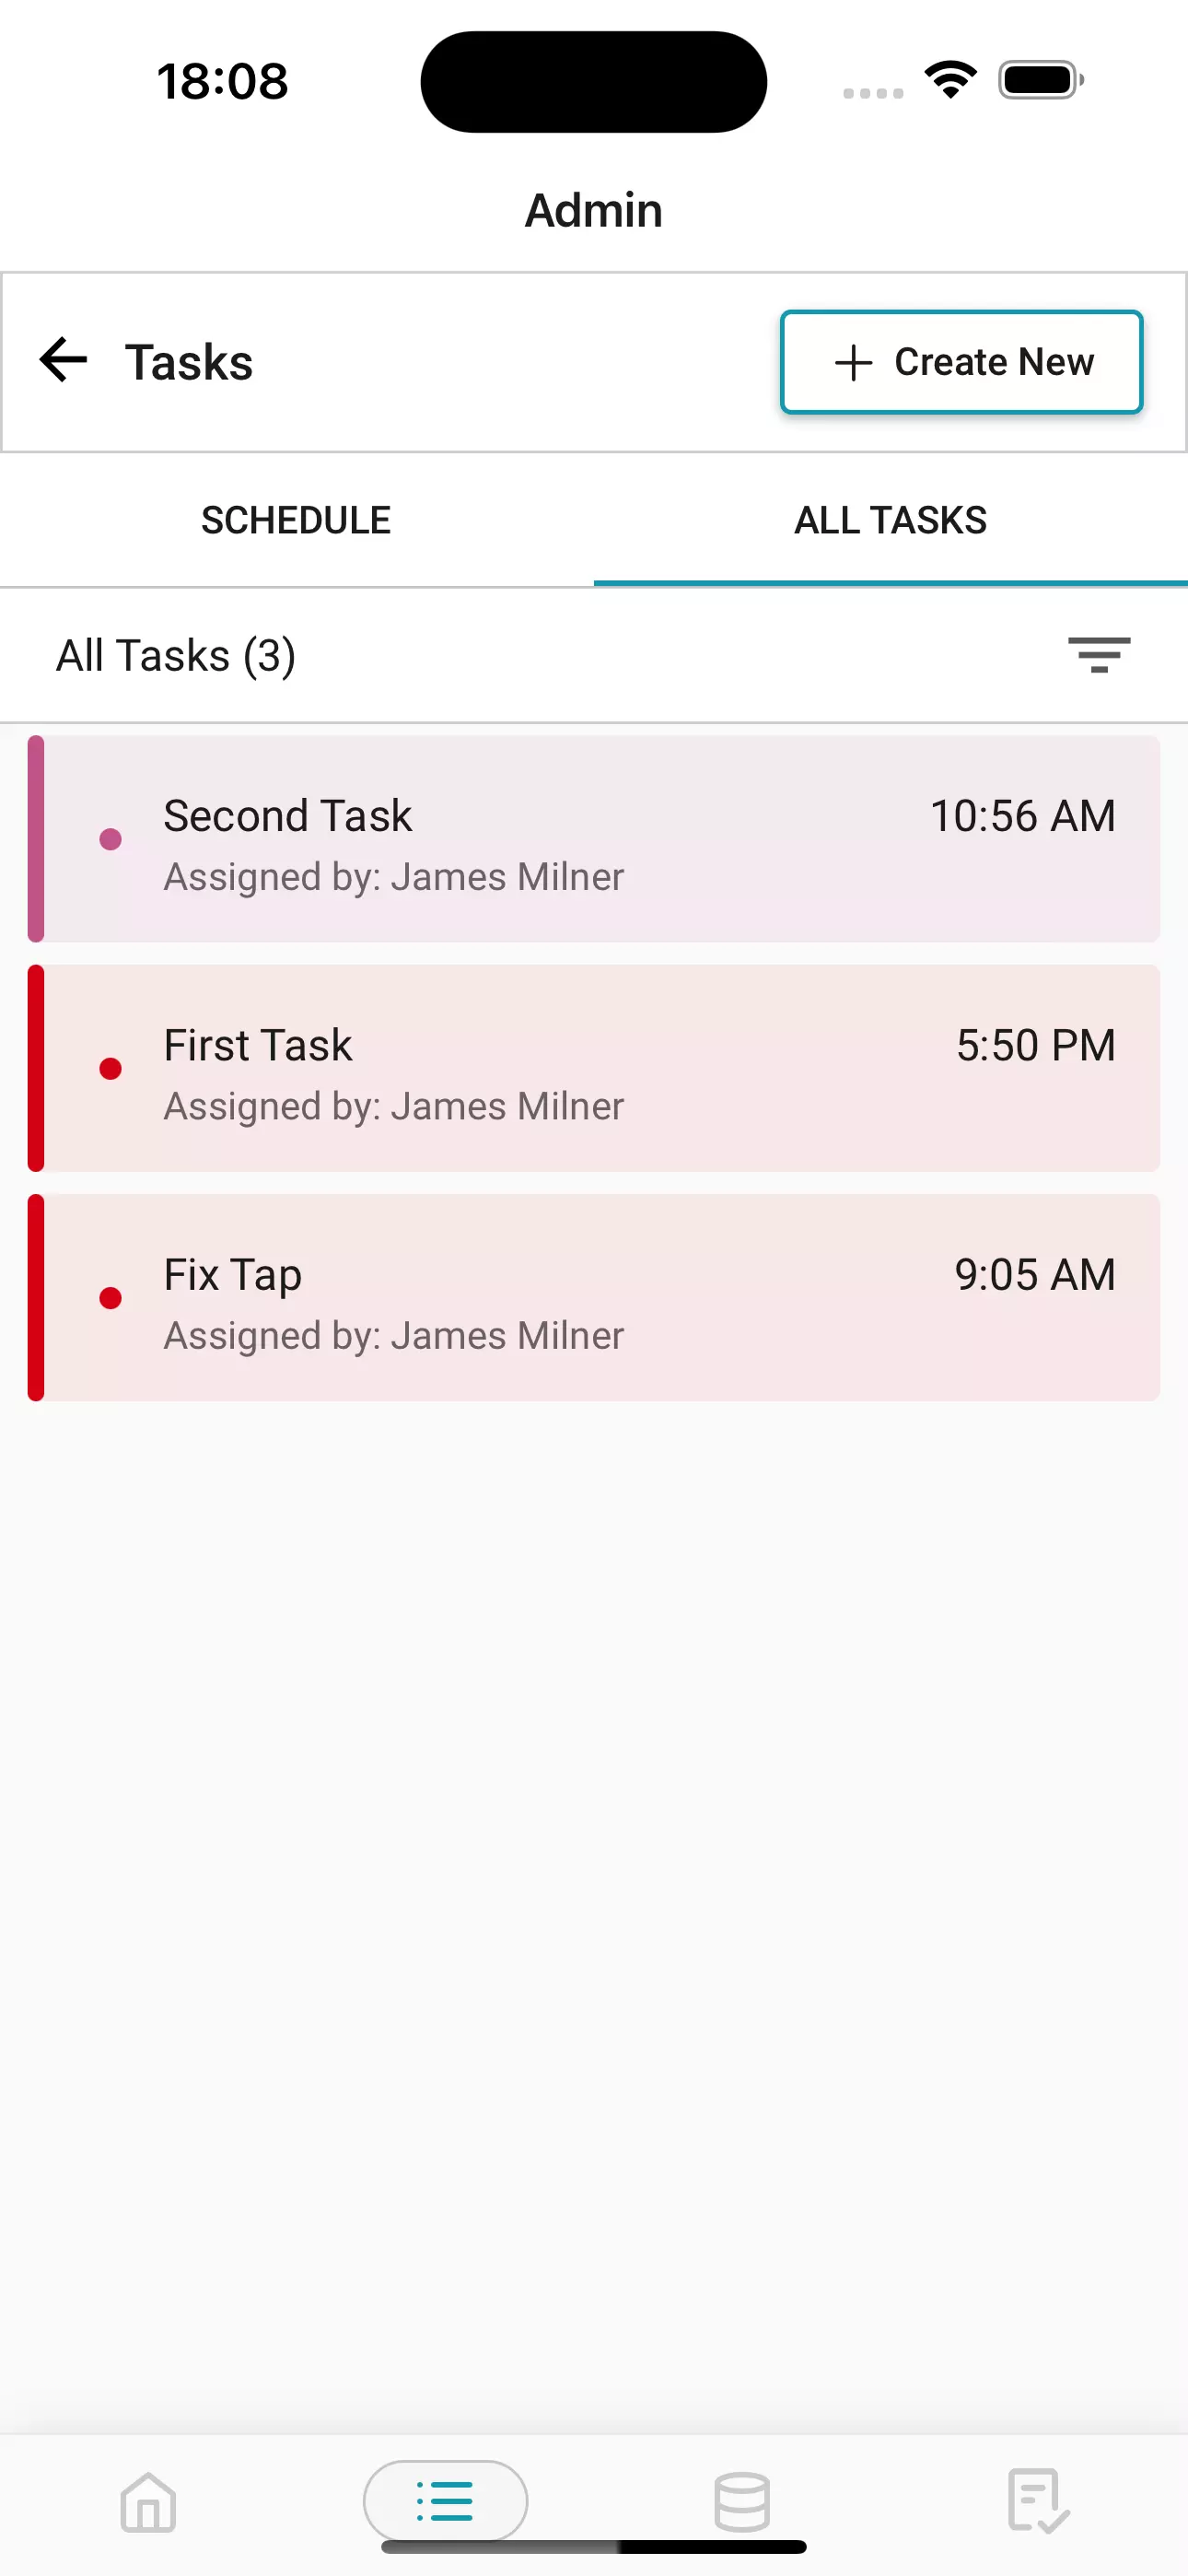 18:08
Admin
Tasks
Create New
SCHEDULE
ALL TASKS
All Tasks (3)
Second Task
10:56 AM
Assigned by: James Milner
First Task
5:50 PM
Assigned by: James Milner
Fix Tap
9:05 AM
Assigned by: James Milner